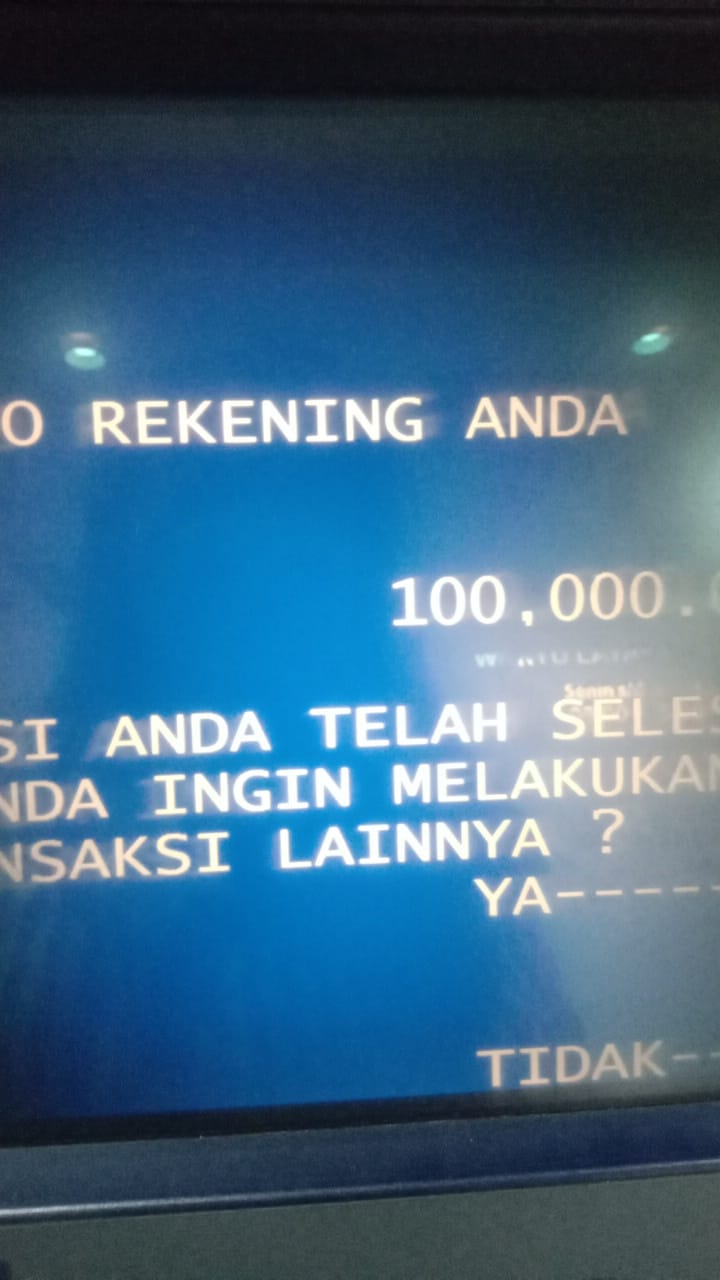 O REKENING ANDA
100,000.
SI ANDA TELAH SELES
NDA INGIN MELAKUKAN
NSAKSI LAINNYA ?
YA-----
TIDAK--